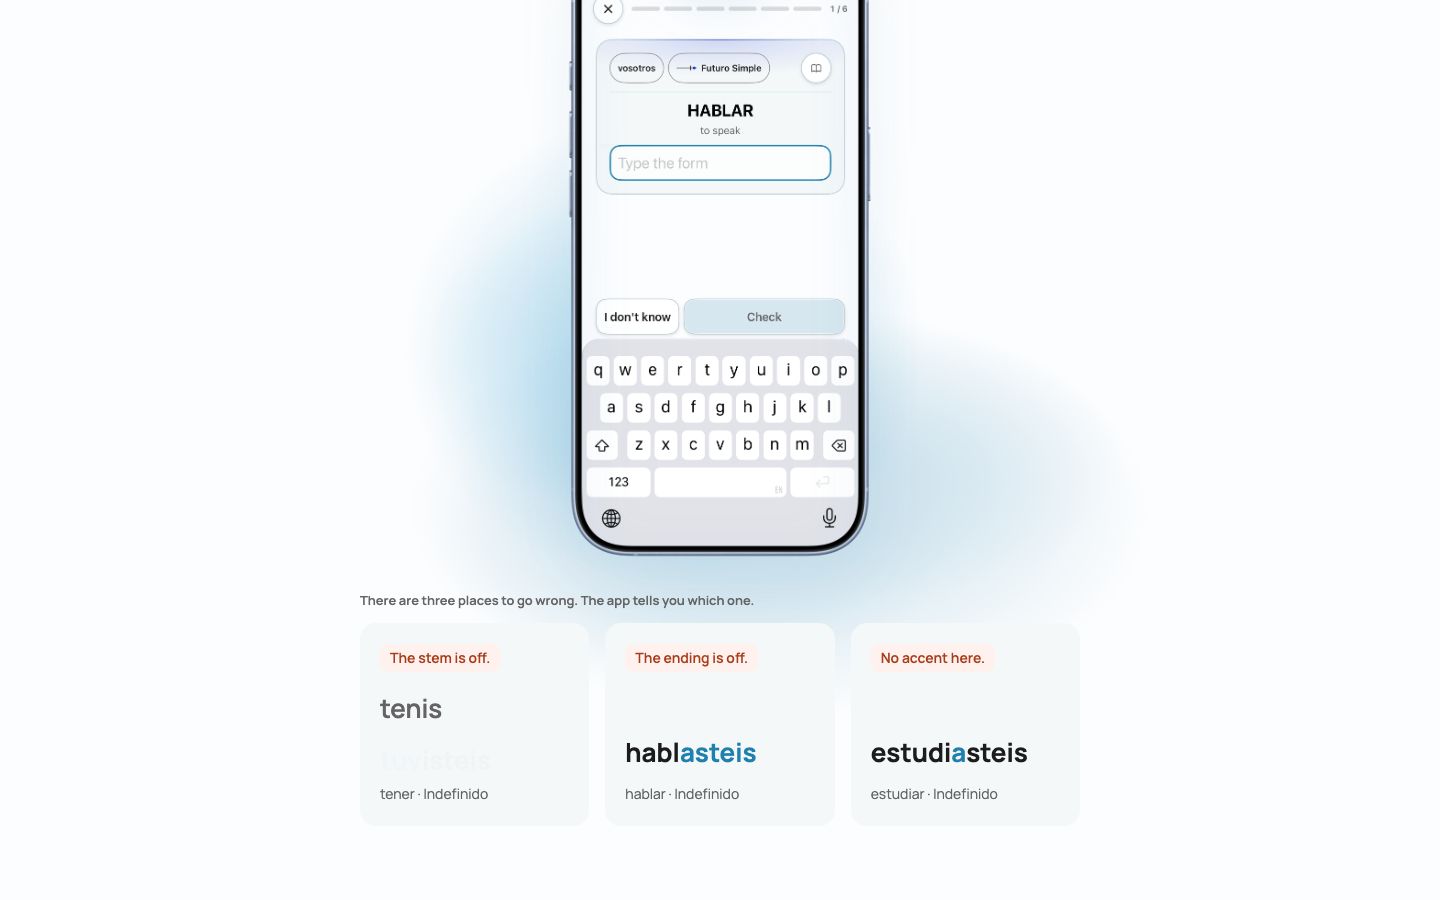 1 / 6
vosotros
Futuro Simple
HABLAR
to speak
Type the form
I don't know
Check
q w e r t y u i o p
a s d f g h j k l
z x c v b n m
123
EN
There are three places to go wrong. The app tells you which one.
The stem is off.
tenis
tuvisteis
tener · Indefinido
The ending is off.
hablasteis
hablar · Indefinido
No accent here.
estudiasteis
estudiar · Indefinido